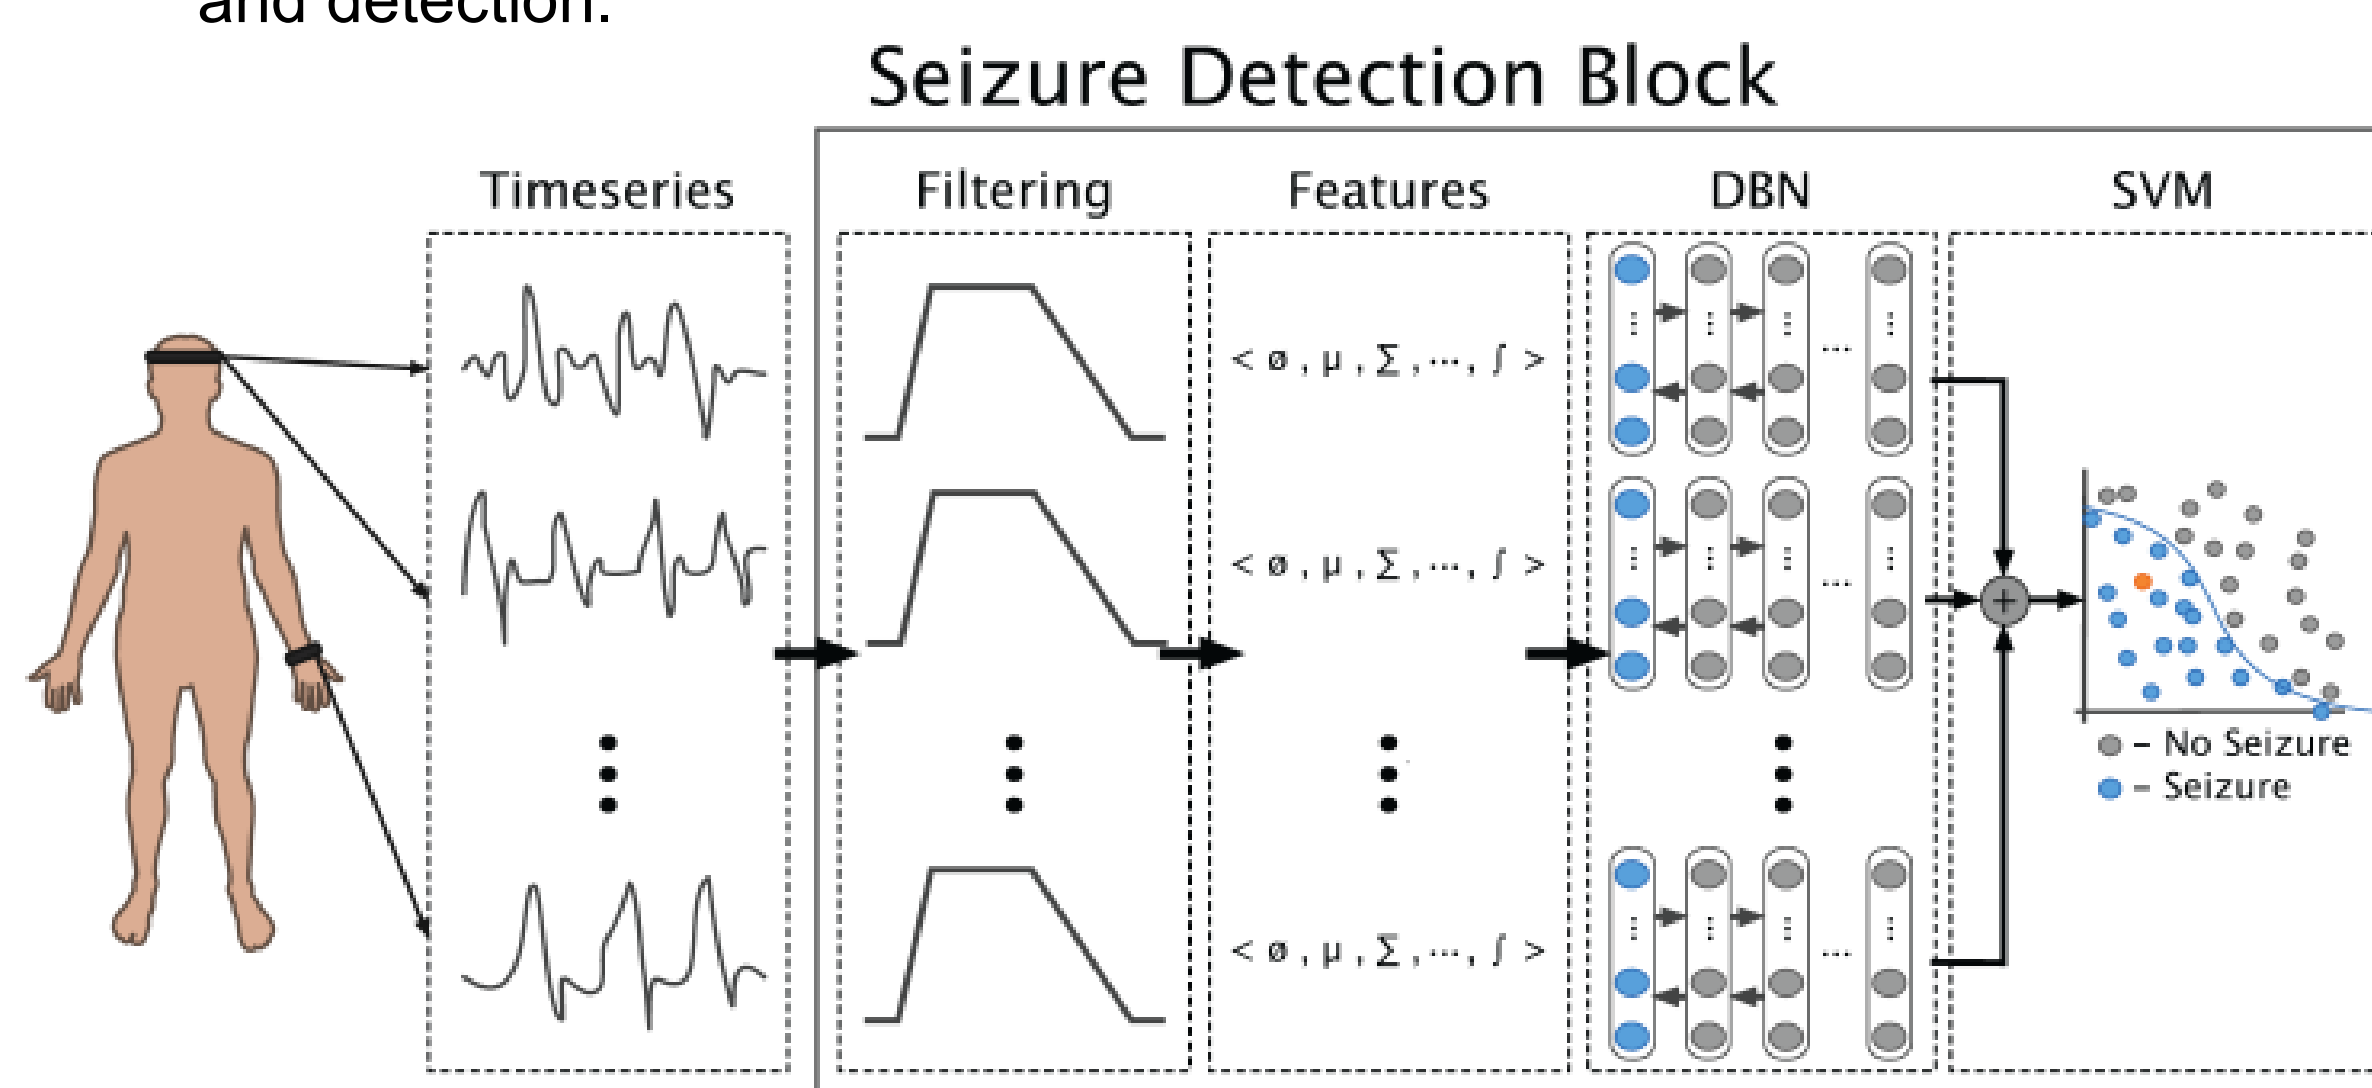 and detection.
Seizure Detection Block
Timeseries
Filtering
Features
DBN
SVM
< ø , μ , Σ , ... , ∫ >
...
< ø , μ , Σ , ... , ∫ >
...
+
- No Seizure
- Seizure
< ø , μ , Σ , ... , ∫ >
...